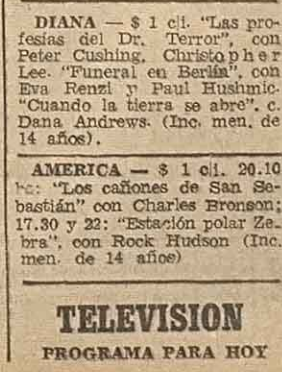 DIANA — $ 1 c|i. "Las pro-
fesías del Dr. Terror", con
Peter Cushing, Christopher
Lee. "Funeral en Berlín", con
Eva Renzi y Paul Hushmic.
"Cuando la tierra se abre". c.
Dana Andrews. (Inc. men. de
14 años).
AMERICA — $ 1 c|i. 20.10
"Los cañones de San Se-
bastián" con Charles Bronson;
17.30 y 22: "Estación polar Ze-
bra", con Rock Hudson (Inc.
men. de 14 años)
TELEVISION
PROGRAMA PARA HOY